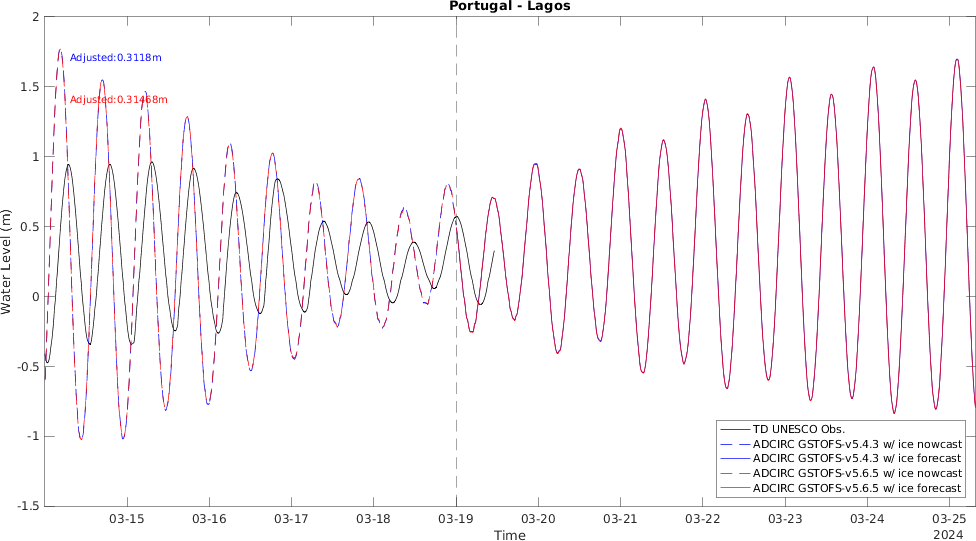 Portugal - Lagos
2
1.5
1
0.5
0
-0.5
-1
-1.5
Water Level (m)
Adjusted:0.3118m
Adjusted:0.31468m
TD UNESCO Obs.
ADCIRC GSTOFS-v5.4.3 w/ ice nowcast
ADCIRC GSTOFS-v5.4.3 w/ ice forecast
ADCIRC GSTOFS-v5.6.5 w/ ice nowcast
ADCIRC GSTOFS-v5.6.5 w/ ice forecast
03-15 03-16 03-17 03-18 03-19 03-20 03-21 03-22 03-23 03-24 03-25
Time
2024